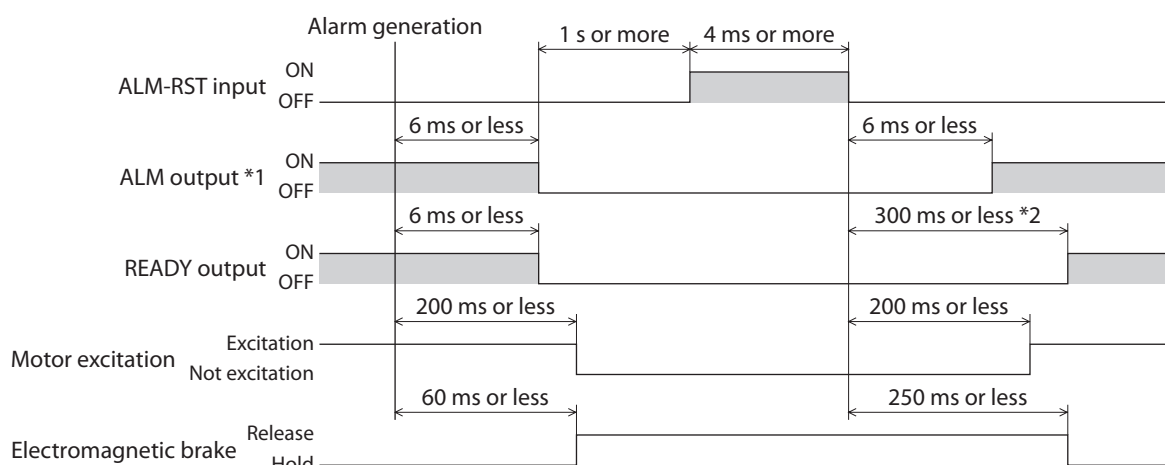 Alarm generation
1 s or more
4 ms or more
ALM-RST input
ON
OFF
6 ms or less
6 ms or less
ALM output *1
ON
OFF
6 ms or less
300 ms or less *2
READY output
ON
OFF
200 ms or less
200 ms or less
Motor excitation
Excitation
Not excitation
60 ms or less
250 ms or less
Electromagnetic brake
Release
Hold